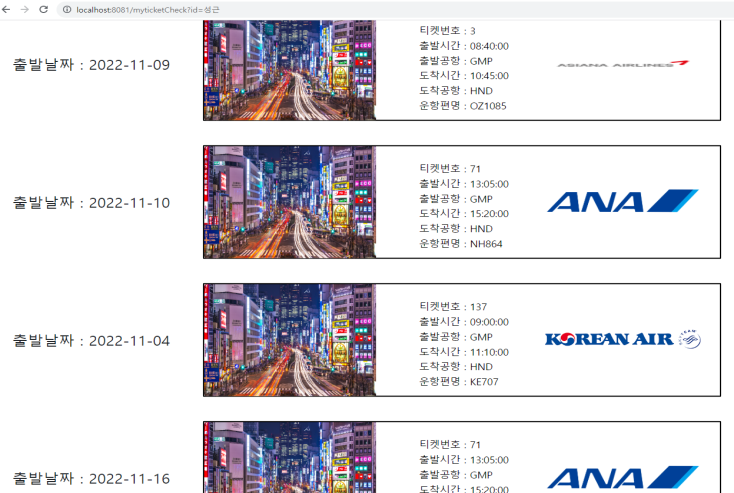 localhost:8081/myticketCheck?id=성근
출발날짜 : 2022-11-09
티켓번호 : 3
출발시간 : 08:40:00
출발공항 : GMP
도착시간 : 10:45:00
도착공항 : HND
운항편명 : OZ1085
ASIANA AIRLINES
출발날짜 : 2022-11-10
티켓번호 : 71
출발시간 : 13:05:00
출발공항 : GMP
도착시간 : 15:20:00
도착공항 : HND
운항편명 : NH864
ANA
출발날짜 : 2022-11-04
티켓번호 : 137
출발시간 : 09:00:00
출발공항 : GMP
도착시간 : 11:10:00
도착공항 : HND
운항편명 : KE707
KOREAN AIR
출발날짜 : 2022-11-16
티켓번호 : 71
출발시간 : 13:05:00
출발공항 : GMP
도착시간 : 15:20:00
ANA